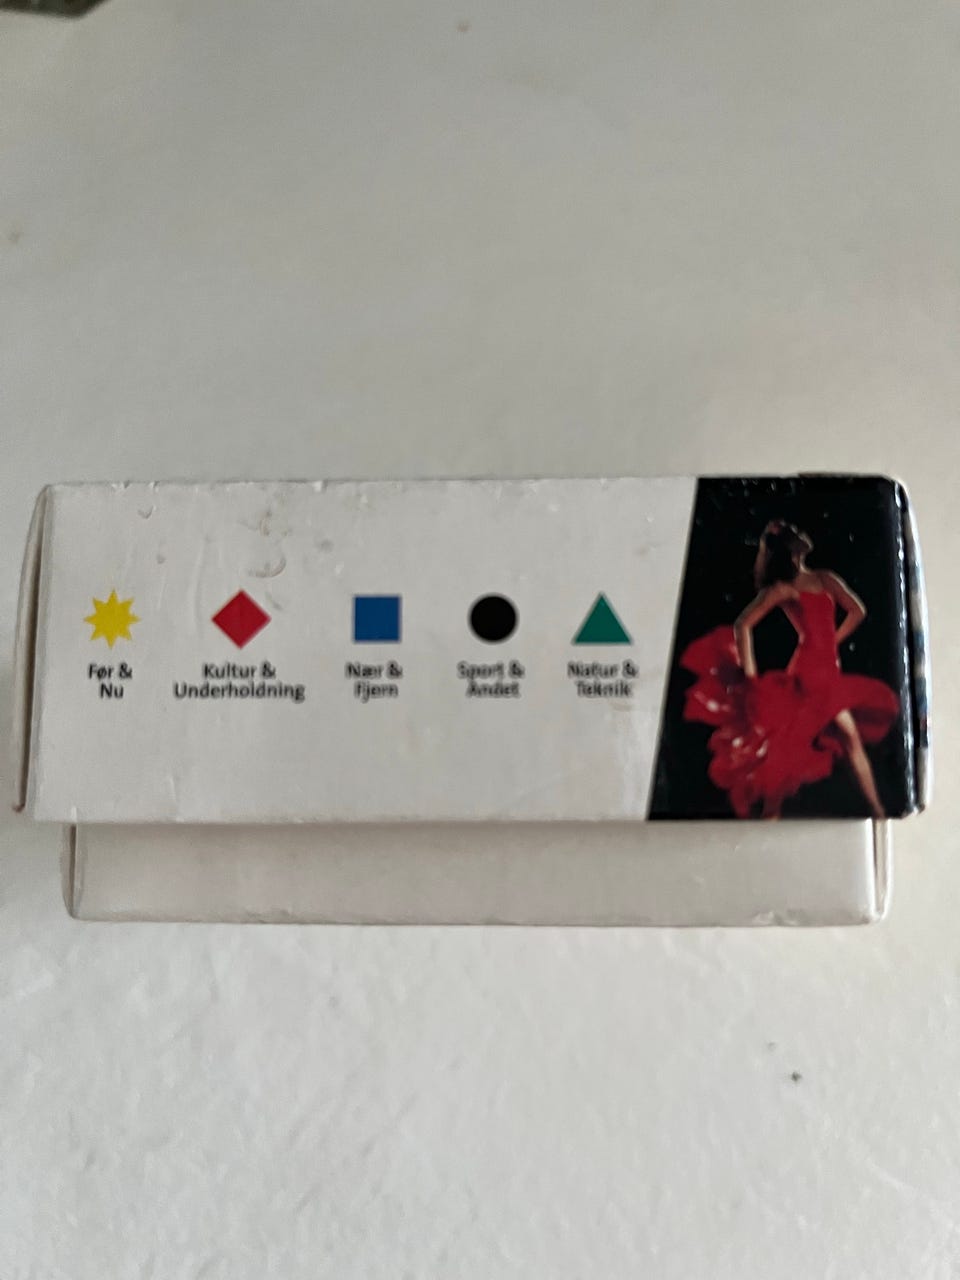 Før &
Nu
Kultur &
Underholdning
Nær &
Fjern
Sport &
Andet
Natur &
Teknik